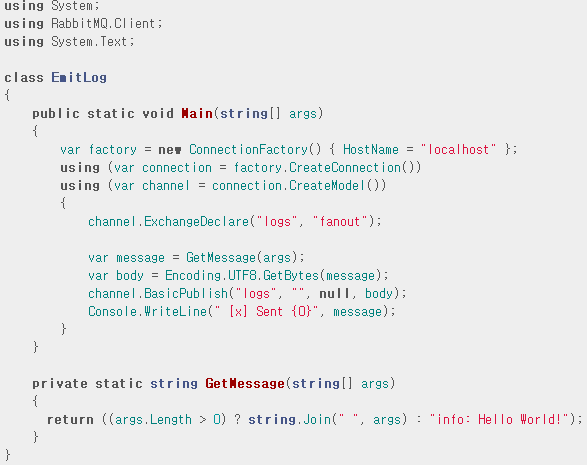 using System;
using RabbitMQ.Client;
using System.Text;

class EmitLog
{
    public static void Main(string[] args)
    {
        var factory = new ConnectionFactory() { HostName = "localhost" };
        using (var connection = factory.CreateConnection())
        using (var channel = connection.CreateModel())
        {
            channel.ExchangeDeclare("logs", "fanout");

            var message = GetMessage(args);
            var body = Encoding.UTF8.GetBytes(message);
            channel.BasicPublish("logs", "", null, body);
            Console.WriteLine(" [x] Sent {0}", message);
        }
    }

    private static string GetMessage(string[] args)
    {
      return ((args.Length > 0) ? string.Join(" ", args) : "info: Hello World!");
    }
}